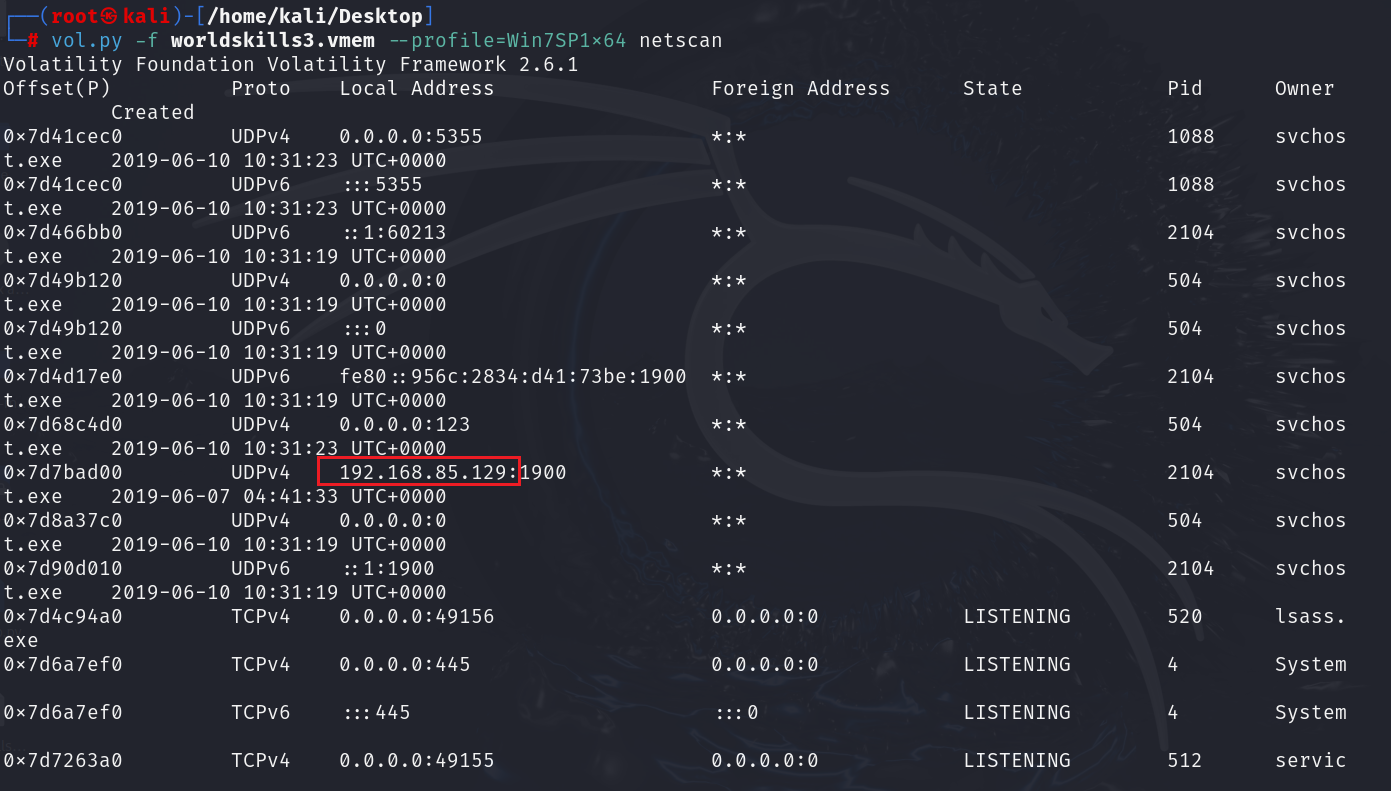 ┌──(root㉿kali)-[/home/kali/Desktop]
└─# vol.py -f worldskills3.vmem --profile=Win7SP1×64 netscan
Volatility Foundation Volatility Framework 2.6.1
Offset(P)          Proto    Local Address                  Foreign Address      State            Pid      Owner
         Created
0×7d41cec0         UDPv4    0.0.0.0:5355                   *:*                                   1088     svchos
t.exe    2019-06-10 10:31:23 UTC+0000
0×7d41cec0         UDPv6    :::5355                        *:*                                   1088     svchos
t.exe    2019-06-10 10:31:23 UTC+0000
0×7d466bb0         UDPv6    ::1:60213                      *:*                                   2104     svchos
t.exe    2019-06-10 10:31:19 UTC+0000
0×7d49b120         UDPv4    0.0.0.0:0                      *:*                                   504      svchos
t.exe    2019-06-10 10:31:19 UTC+0000
0×7d49b120         UDPv6    :::0                           *:*                                   504      svchos
t.exe    2019-06-10 10:31:19 UTC+0000
0×7d4d17e0         UDPv6    fe80::956c:2834:d41:73be:1900  *:*                                   2104     svchos
t.exe    2019-06-10 10:31:19 UTC+0000
0×7d68c4d0         UDPv4    0.0.0.0:123                    *:*                                   504      svchos
t.exe    2019-06-10 10:31:23 UTC+0000
0×7d7bad00         UDPv4    192.168.85.129:1900            *:*                                   2104     svchos
t.exe    2019-06-07 04:41:33 UTC+0000
0×7d8a37c0         UDPv4    0.0.0.0:0                      *:*                                   504      svchos
t.exe    2019-06-10 10:31:19 UTC+0000
0×7d90d010         UDPv6    ::1:1900                       *:*                                   2104     svchos
t.exe    2019-06-10 10:31:19 UTC+0000
0×7d4c94a0         TCPv4    0.0.0.0:49156                  0.0.0.0:0            LISTENING        520      lsass.
exe
0×7d6a7ef0         TCPv4    0.0.0.0:445                    0.0.0.0:0            LISTENING        4        System
0×7d6a7ef0         TCPv6    :::445                         :::0                 LISTENING        4        System
0×7d7263a0         TCPv4    0.0.0.0:49155                  0.0.0.0:0            LISTENING        512      servic